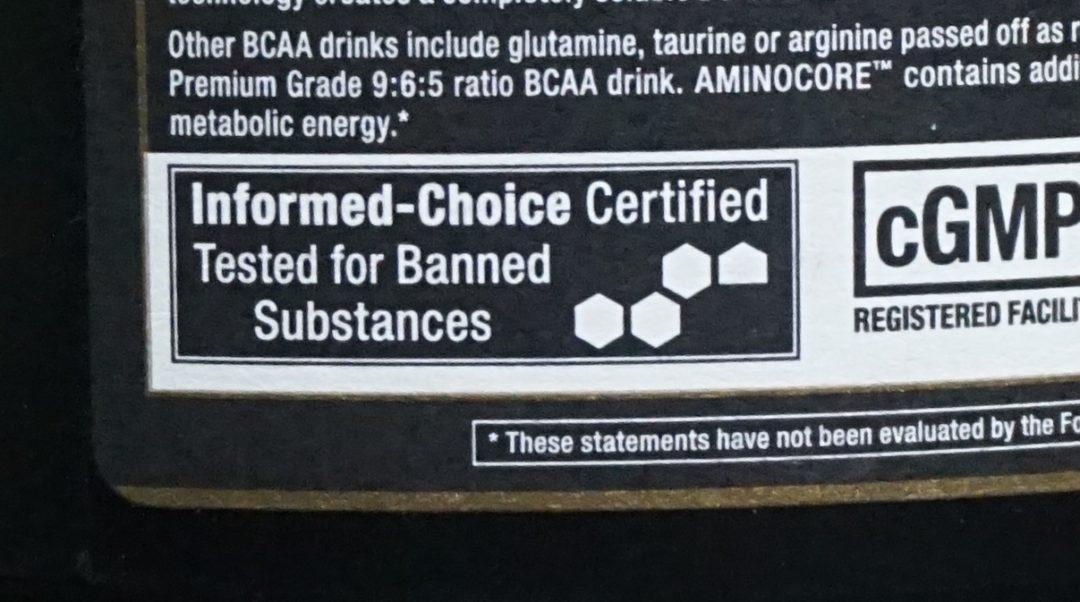 Other BCAA drinks include glutamine, taurine or arginine passed off as
Premium Grade 9:6:5 ratio BCAA drink. AMINOCORE™ contains
metabolic energy.*
Informed-Choice Certified
Tested for Banned
Substances
cGMP
REGISTERED
* These statements have not been evaluated by the